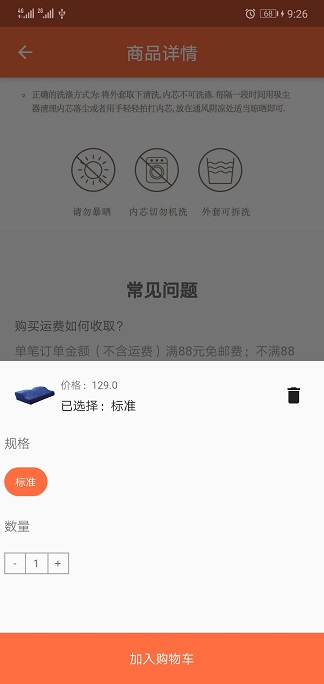 46 26 68 9:26
商品详情
正确的洗涤方式为:将外套取下清洗,内芯不可洗涤.每隔一段时间用吸尘
器清理内芯落尘或者用手轻轻拍打内芯,放在通风阴凉处适当晾晒即可.
请勿暴晒 内芯切勿机洗 外套可拆洗
常见问题
购买运费如何收取？
单笔订单金额（不含运费）满88元免邮费；不满88
价格：129.0
已选择：标准
规格
标准
数量
- 1 +
加入购物车